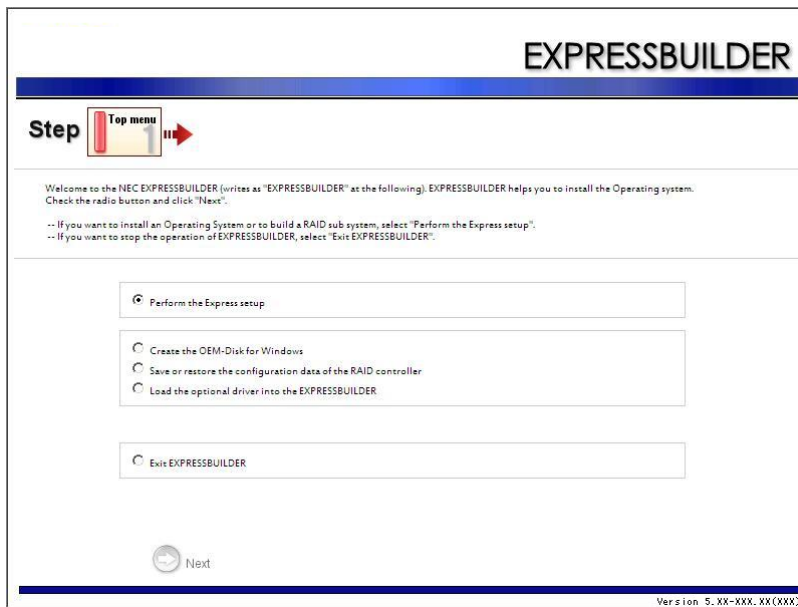 EXPRESSBUILDER
Step
Top menu
1
Welcome to the NEC EXPRESSBUILDER (writes as "EXPRESSBUILDER" at the following). EXPRESSBUILDER helps you to install the Operating system.
Check the radio button and click "Next".
-- If you want to install an Operating System or to build a RAID sub system, select "Perform the Express setup".
-- If you want to stop the operation of EXPRESSBUILDER, select "Exit EXPRESSBUILDER".
Perform the Express setup
Create the OEM-Disk for Windows
Save or restore the configuration data of the RAID controller
Load the optional driver into the EXPRESSBUILDER
Exit EXPRESSBUILDER
Next
Version 5.XX-XXX.XX(XXX)